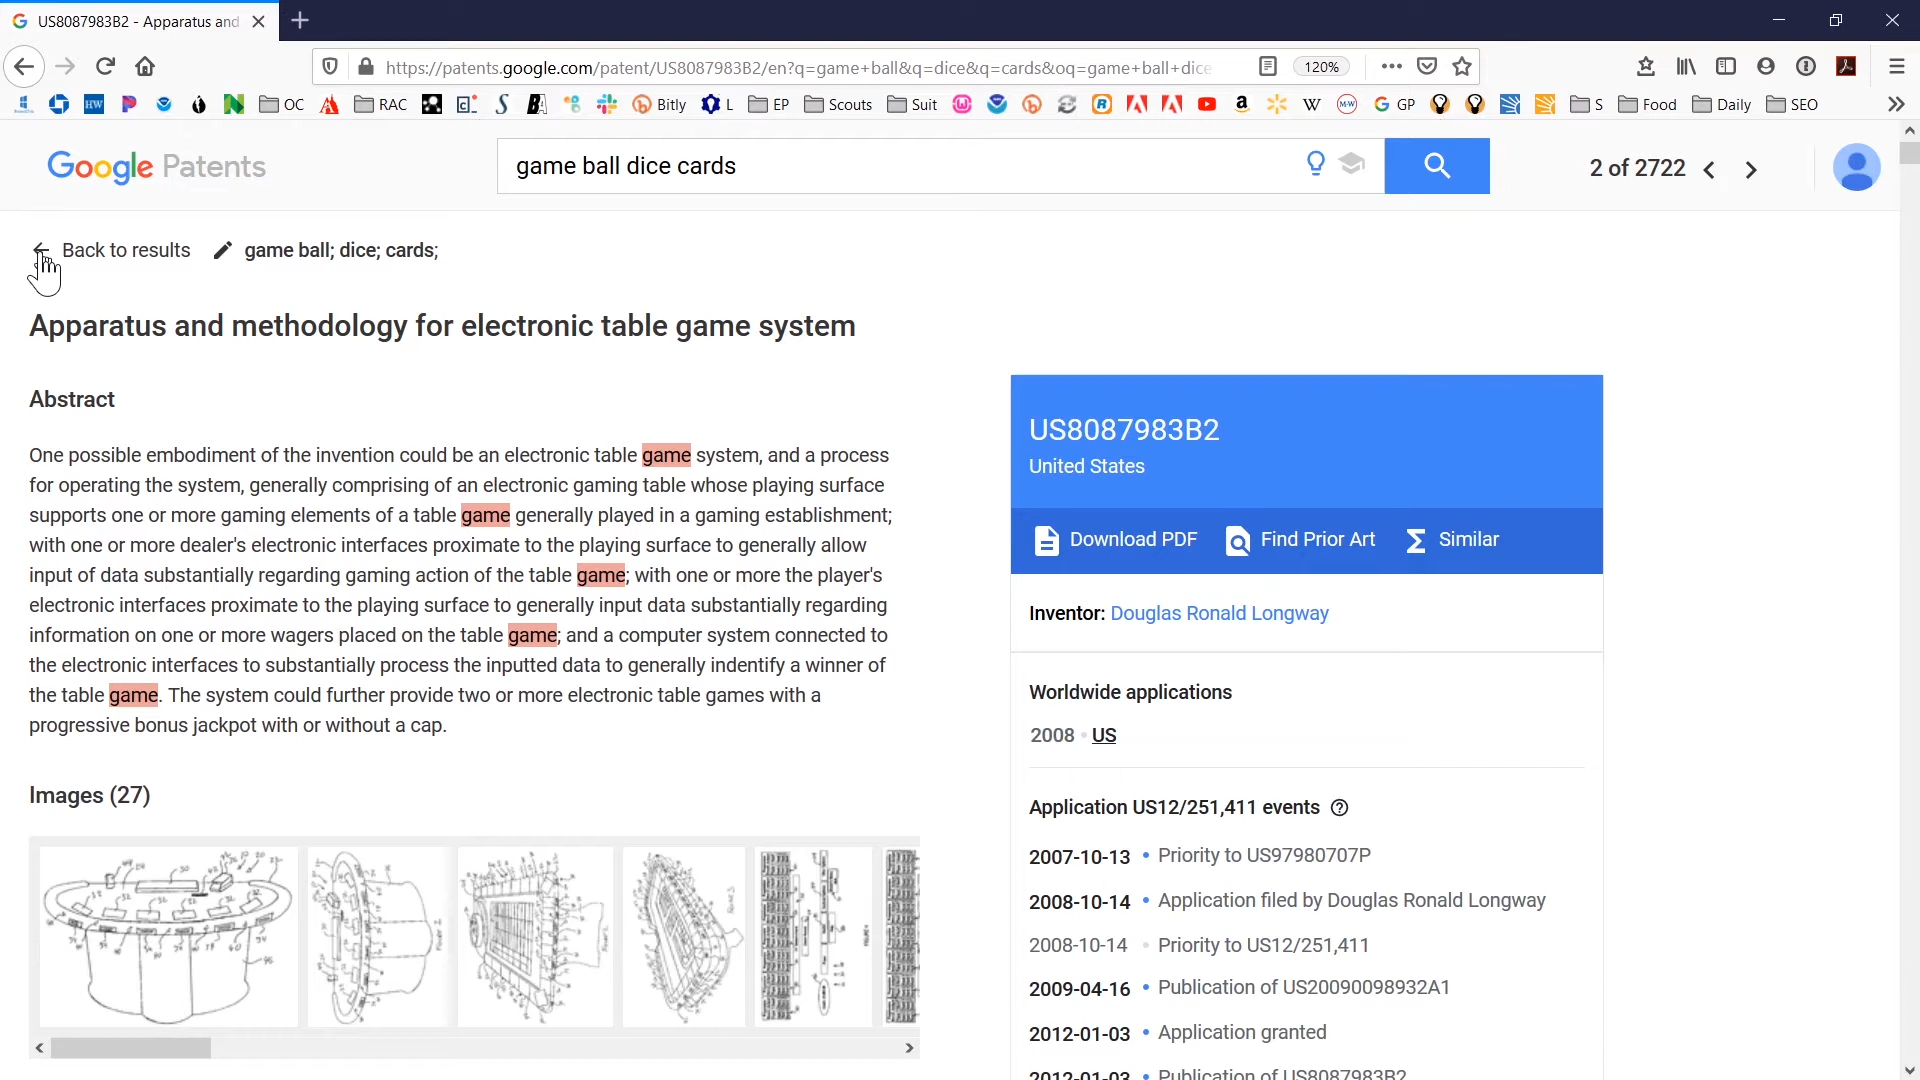 US8087983B2 - Apparatus and
https://patents.google.com/patent/US8087983B2/en?q=game+ball&q=dice&q=cards&oq=game+ball+dice
120%
HW
OC
RAC
Bitly
L
EP
Scouts
Suit
W
M-W
GP
S
Food
Daily
SEO
Google Patents
game ball dice cards
2 of 2722
Back to results
game ball; dice; cards;
Apparatus and methodology for electronic table game system
Abstract
One possible embodiment of the invention could be an electronic table game system, and a process
for operating the system, generally comprising of an electronic gaming table whose playing surface
supports one or more gaming elements of a table game generally played in a gaming establishment;
with one or more dealer's electronic interfaces proximate to the playing surface to generally allow
input of data substantially regarding gaming action of the table game; with one or more the player's
electronic interfaces proximate to the playing surface to generally input data substantially regarding
information on one or more wagers placed on the table game; and a computer system connected to
the electronic interfaces to substantially process the inputted data to generally indentify a winner of
the table game. The system could further provide two or more electronic table games with a
progressive bonus jackpot with or without a cap.
Images (27)
US8087983B2
United States
Download PDF
Find Prior Art
Similar
Inventor: Douglas Ronald Longway
Worldwide applications
2008 • US
Application US12/251,411 events
2007-10-13 • Priority to US97980707P
2008-10-14 • Application filed by Douglas Ronald Longway
2008-10-14 • Priority to US12/251,411
2009-04-16 • Publication of US20090098932A1
2012-01-03 • Application granted
2012-01-03 • Publication of US8087983B2